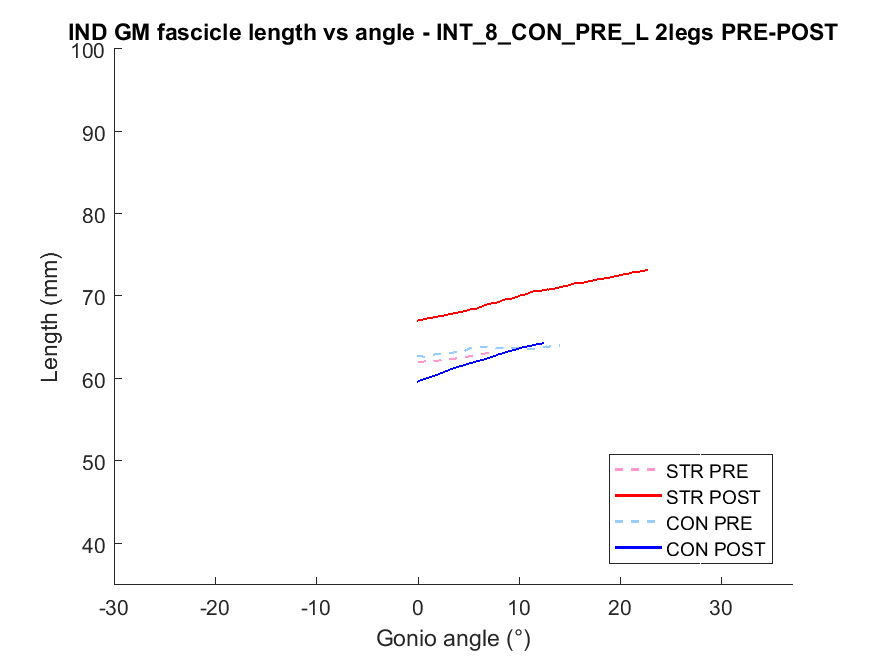 IND GM fascicle length vs angle - INT_8_CON_PRE_L 2legs PRE-POST
100
90
80
70
60
50
40
Length (mm)
-30
-20
-10
0
10
20
30
Gonio angle (°)
STR PRE
STR POST
CON PRE
CON POST